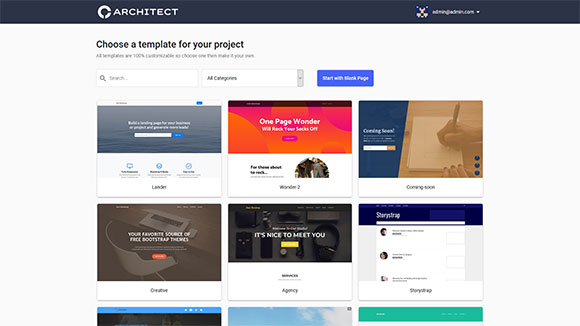 ARCHITECT
admin@admin.com
Choose a template for your project
All templates are 100% customizable so choose one then make it your own.
Search...
All Categories
Start with Blank Page
Build a landing page for your business
or project and generate more leads!
Lander
One Page Wonder
Will Rock Your Socks Off
For those about
to rock...
Wonder-2
Coming Soon!
Coming-soon
YOUR FAVORITE SOURCE OF
FREE BOOTSTRAP THEMES
Creative
Welcome To Our Studio!
IT'S NICE TO MEET YOU
SERVICES
Agency
Storystrap
Storystrap